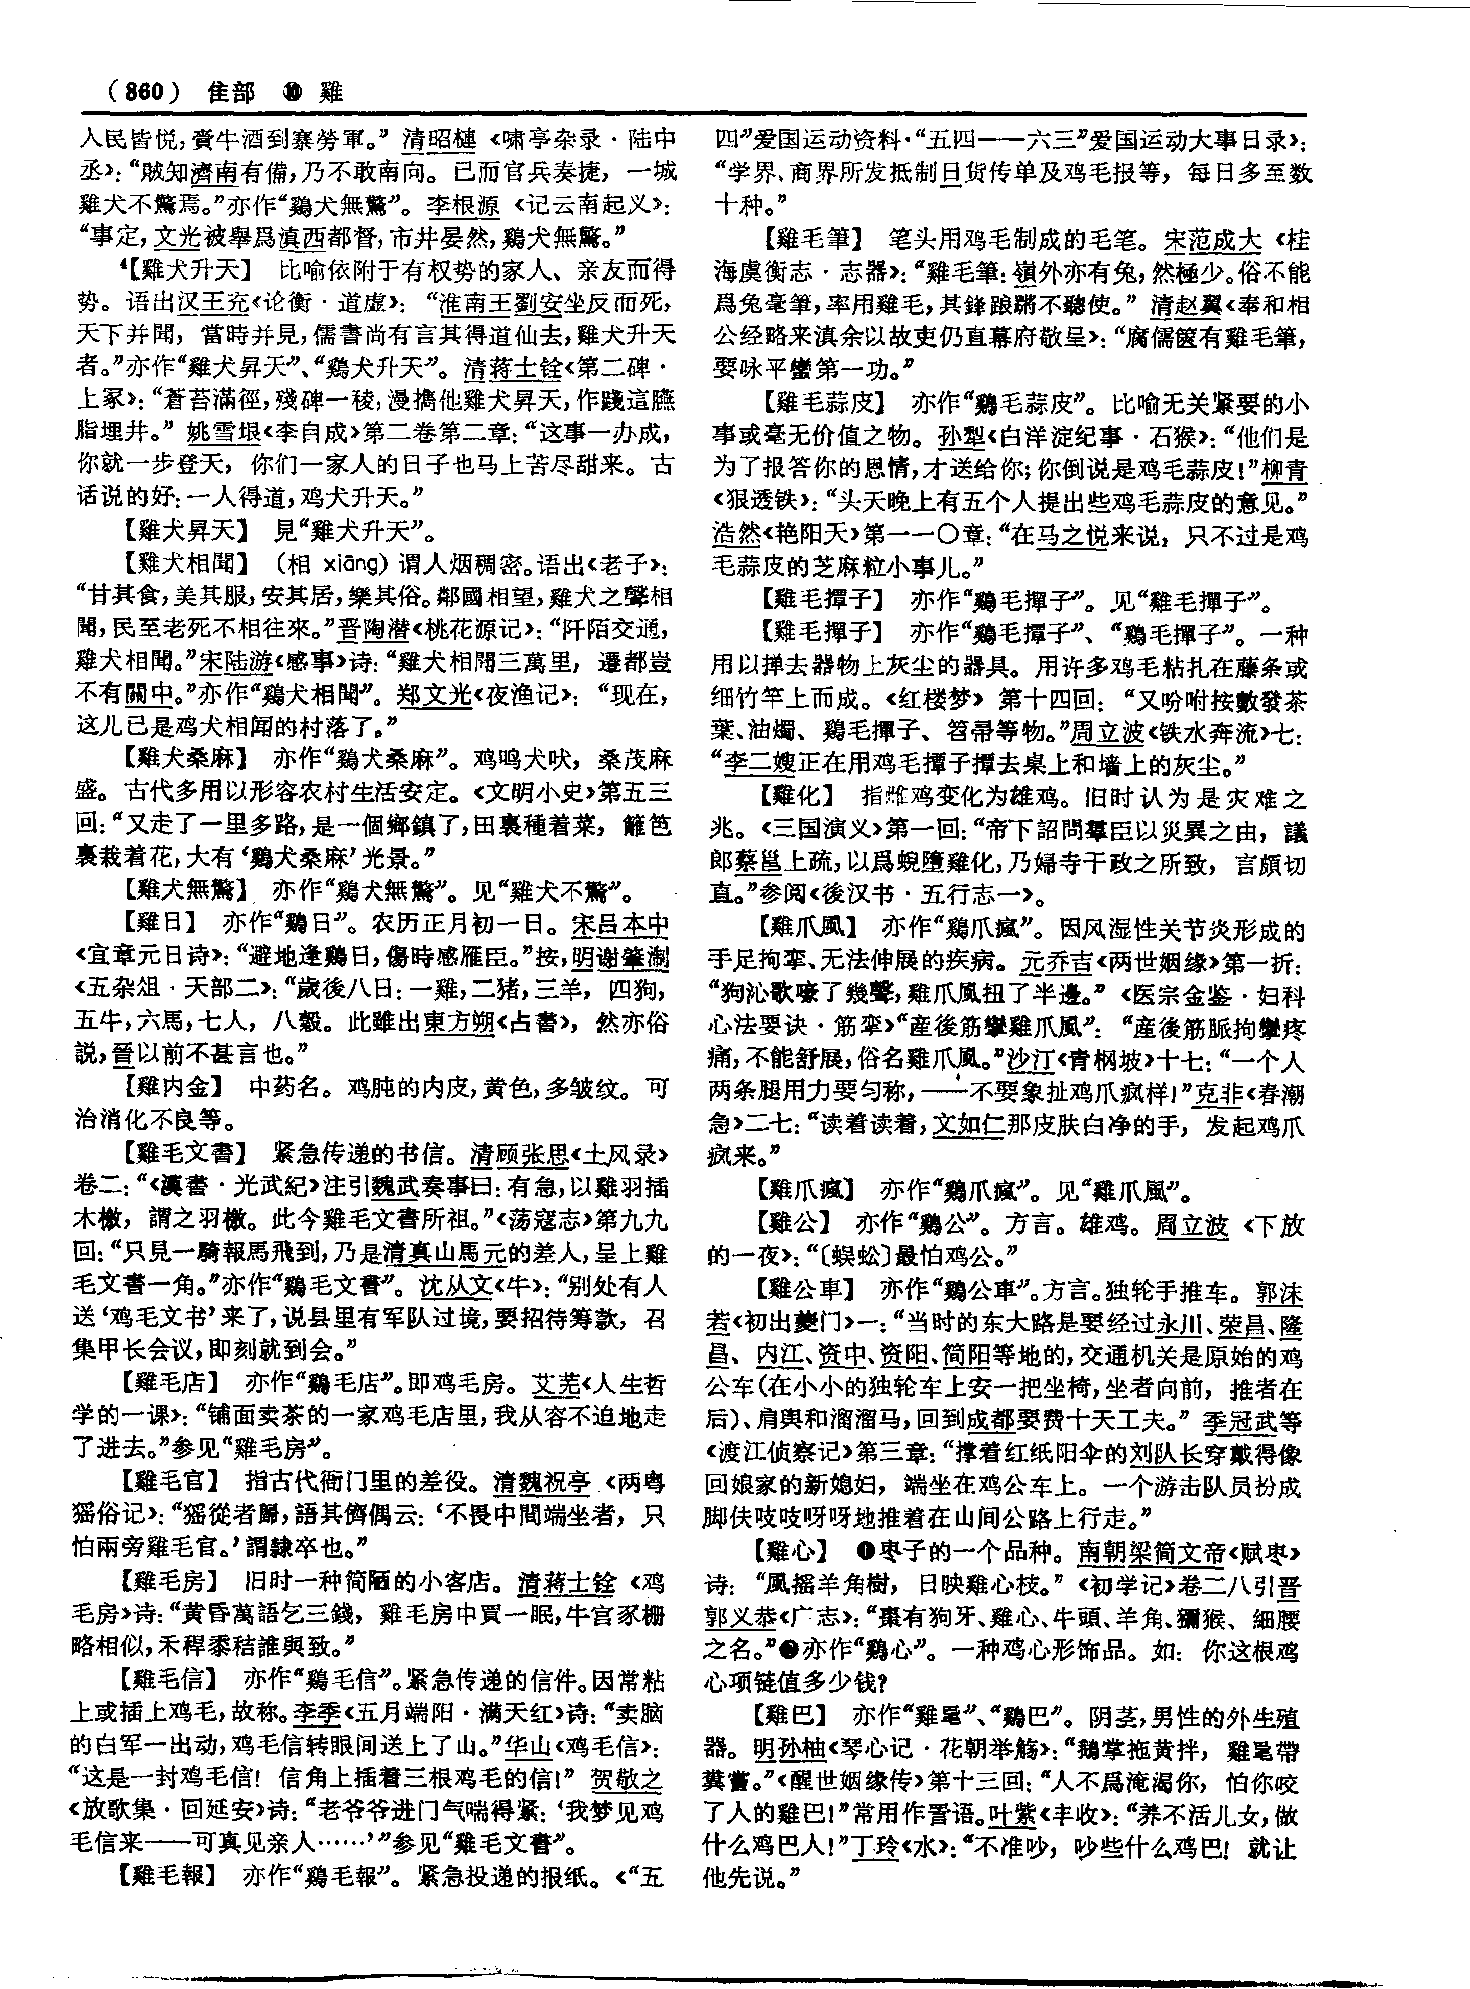 （860） 隹部 ⑩ 雞
人民皆悦，賫牛酒到寨勞軍。”清昭槤《啸亭杂录·陆中
丞》：“賊知濟南有備，乃不敢南向。已而官兵奏捷，一城
雞犬不驚焉。”亦作“鷄犬無驚”。李根源《记云南起义》：
“事定，文光被舉爲滇西都督，市井晏然，鷄犬無驚。”
【雞犬升天】 比喻依附于有权势的家人、亲友而得
势。语出汉王充《论衡·道虚》：“淮南王劉安坐反而死，
天下并聞，當時并見，儒書尚有言其得道仙去，雞犬升天
者。”亦作“雞犬昇天”、“鷄犬升天”。清蒋士铨《第二碑·
上冢》：“蒼苔滿徑，殘碑一稜，漫擕他雞犬昇天，作踐這臙
脂埋井。”姚雪垠《李自成》第二卷第二章：“这事一办成，
你就一步登天，你们一家人的日子也马上苦尽甜来。古
话说的好：一人得道，鸡犬升天。”
【雞犬昇天】 見“雞犬升天”。
【雞犬相聞】 （相 xiāng）谓人烟稠密。语出《老子》：
“甘其食，美其服，安其居，樂其俗。鄰國相望，雞犬之聲相
聞，民至老死不相往來。”晋陶潜《桃花源记》：“阡陌交通，
雞犬相聞。”宋陆游《感事》诗：“雞犬相聞三萬里，遷都豈
不有關中。”亦作“鷄犬相聞”。郑文光《夜渔记》：“现在，
这儿已是鸡犬相闻的村落了。”
【雞犬桑麻】 亦作“鷄犬桑麻”。鸡鸣犬吠，桑茂麻
盛。古代多用以形容农村生活安定。《文明小史》第五三
回：“又走了一里多路，是一個鄉鎮了，田裏種着菜，籬笆
裏栽着花，大有‘鷄犬桑麻’光景。”
【雞犬無驚】 亦作“鷄犬無驚”。见“雞犬不驚”。
【雞日】 亦作“鷄日”。农历正月初一日。宋吕本中
《宜章元日诗》：“避地逢鷄日，傷時感雁臣。”按，明谢肇淛
《五杂俎·天部二》：“歲後八日：一雞，二猪，三羊，四狗，
五牛，六馬，七人，八穀。此雖出東方朔《占書》，然亦俗
説，晉以前不甚言也。”
【雞内金】 中药名。鸡肫的内皮，黄色，多皱纹。可
治消化不良等。
【雞毛文書】 紧急传递的书信。清顾张思《土风录》
卷二：“《漢書·光武紀》注引魏武奏事曰：有急，以雞羽插
木檄，謂之羽檄。此今雞毛文書所祖。”《荡寇志》第九九
回：“只見一騎報馬飛到，乃是清真山馬元的差人，呈上雞
毛文書一角。”亦作“鷄毛文書”。沈从文《牛》：“别处有人
送‘鸡毛文书’来了，说县里有军队过境，要招待筹款，召
集甲长会议，即刻就到会。”
【雞毛店】 亦作“鷄毛店”。即鸡毛房。艾芜《人生哲
学的一课》：“铺面卖茶的一家鸡毛店里，我从容不迫地走
了进去。”参见“雞毛房”。
【雞毛官】 指古代衙门里的差役。清魏祝亭《两粤
猺俗记》：“猺從者歸，語其儕偶云：‘不畏中間端坐者，只
怕兩旁雞毛官。’謂隸卒也。”
【雞毛房】 旧时一种简陋的小客店。清蒋士铨《鸡
毛房》诗：“黄昏萬語乞三錢，雞毛房中買一眠，牛宫豕栅
略相似，禾稈黍秸誰與致。”
【雞毛信】 亦作“鷄毛信”。紧急传递的信件。因常粘
上或插上鸡毛，故称。李季《五月端阳·满天红》诗：“卖脑
的白军一出动，鸡毛信转眼间送上了山。”华山《鸡毛信》：
“这是一封鸡毛信！信角上插着三根鸡毛的信！”贺敬之
《放歌集·回延安》诗：“老爷爷进门气喘得紧：‘我梦见鸡
毛信来——可真见亲人……’”参见“雞毛文書”。
【雞毛報】 亦作“鷄毛報”。紧急投递的报纸。《“五
四”爱国运动资料·“五四——六三”爱国运动大事日录》：
“学界、商界所发抵制日货传单及鸡毛报等，每日多至数
十种。”
【雞毛筆】 笔头用鸡毛制成的毛笔。宋范成大《桂
海虞衡志·志器》：“雞毛筆：嶺外亦有兔，然極少。俗不能
爲兔毫筆，率用雞毛，其鋒踉蹡不聽使。”清赵翼《奉和相
公经略来滇余以故吏仍直幕府敬呈》：“腐儒篋有雞毛筆，
要咏平蠻第一功。”
【雞毛蒜皮】 亦作“鷄毛蒜皮”。比喻无关紧要的小
事或毫无价值之物。孙犁《白洋淀纪事·石猴》：“他们是
为了报答你的恩情，才送给你；你倒说是鸡毛蒜皮！”柳青
《狠透铁》：“头天晚上有五个人提出些鸡毛蒜皮的意见。”
浩然《艳阳天》第一一〇章：“在马之悦来说，只不过是鸡
毛蒜皮的芝麻粒小事儿。”
【雞毛撢子】 亦作“鷄毛撢子”。见“雞毛撣子”。
【雞毛撣子】 亦作“鷄毛撢子”、“鷄毛撣子”。一种
用以掸去器物上灰尘的器具。用许多鸡毛粘扎在藤条或
细竹竿上而成。《红楼梦》第十四回：“又吩咐按數發茶
葉、油燭、鷄毛撣子、笤帚等物。”周立波《铁水奔流》七：
“李二嫂正在用鸡毛撢子撢去桌上和墙上的灰尘。”
【雞化】 指雌鸡变化为雄鸡。旧时认为是灾难之
兆。《三国演义》第一回：“帝下詔問羣臣以災異之由，議
郎蔡邕上疏，以爲蜺墮雞化，乃婦寺干政之所致，言頗切
直。”参阅《後汉书·五行志一》。
【雞爪風】 亦作“鷄爪瘋”。因风湿性关节炎形成的
手足拘挛、无法伸展的疾病。元乔吉《两世姻缘》第一折：
“狗沁歌嚎了幾聲，雞爪風扭了半邊。”《医宗金鉴·妇科
心法要诀·筋挛》“産後筋攣雞爪風”：“産後筋脈拘攣疼
痛，不能舒展，俗名雞爪風。”沙汀《青㭎坡》十七：“一个人
两条腿用力要匀称，——不要象扯鸡爪疯样！”克非《春潮
急》二七：“读着读着，文如仁那皮肤白净的手，发起鸡爪
疯来。”
【雞爪瘋】 亦作“鷄爪瘋”。见“雞爪風”。
【雞公】 亦作“鷄公”。方言。雄鸡。周立波《下放
的一夜》：“〔蜈蚣〕最怕鸡公。”
【雞公車】 亦作“鷄公車”。方言。独轮手推车。郭沫
若《初出夔门》一：“当时的东大路是要经过永川、荣昌、隆
昌、内江、资中、资阳、简阳等地的，交通机关是原始的鸡
公车（在小小的独轮车上安一把坐椅，坐者向前，推者在
后）、肩舆和溜溜马，回到成都要费十天工夫。”季冠武等
《渡江侦察记》第三章：“撑着红纸阳伞的刘队长穿戴得像
回娘家的新媳妇，端坐在鸡公车上。一个游击队员扮成
脚伕吱吱呀呀地推着在山间公路上行走。”
【雞心】 ❶枣子的一个品种。南朝梁简文帝《赋枣》
诗：“風摇羊角樹，日映雞心枝。”《初学记》卷二八引晋
郭义恭《广志》：“棗有狗牙、雞心、牛頭、羊角、獼猴、細腰
之名。”❷亦作“鷄心”。一种鸡心形饰品。如：你这根鸡
心项链值多少钱？
【雞巴】 亦作“雞毣”、“鷄巴”。阴茎，男性的外生殖
器。明孙柚《琴心记·花朝举觞》：“鵝掌拖黄拌，雞毣帶
糞嘗。”《醒世姻缘传》第十三回：“人不爲淹渴你，怕你咬
了人的雞巴！”常用作詈语。叶紫《丰收》：“养不活儿女，做
什么鸡巴人！”丁玲《水》：“不准吵，吵些什么鸡巴！就让
他先说。”